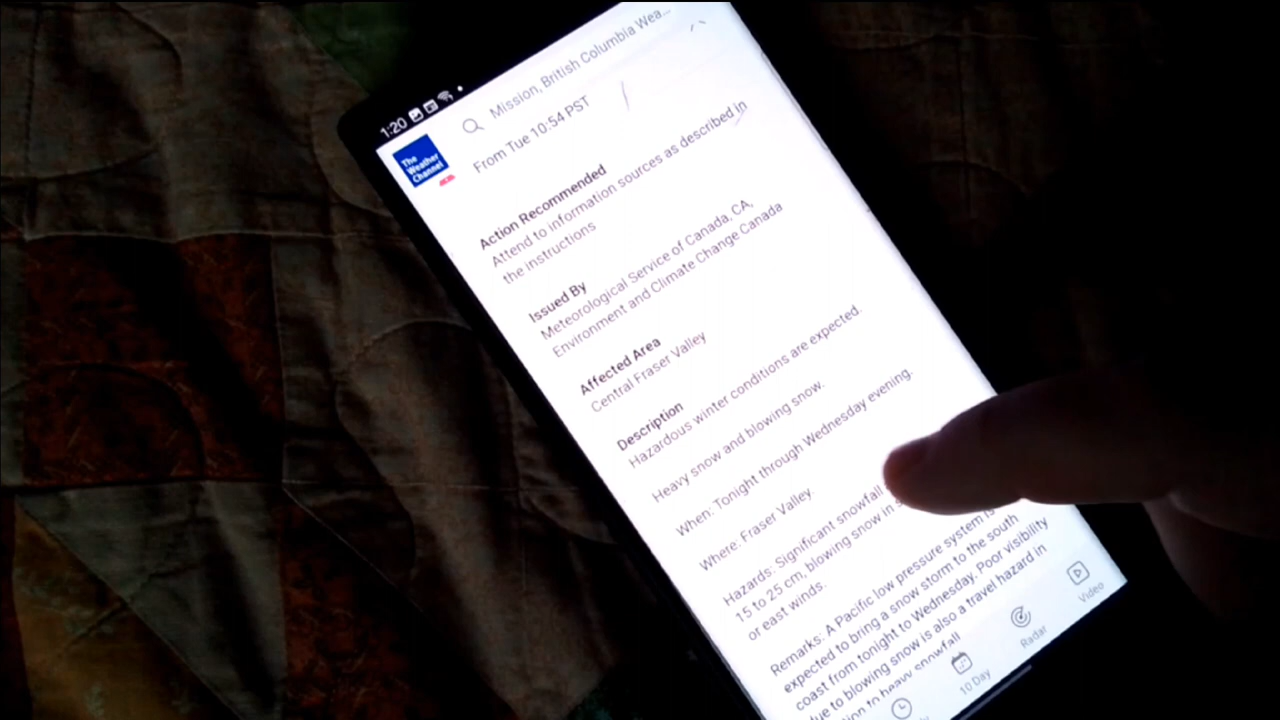 1:20
The
Weather
Channel
Mission, British Columbia Wea...
From Tue 10:54 PST
Action Recommended
Attend to information sources as described in
the instructions
Issued By
Meteorological Service of Canada, CA,
Environment and Climate Change Canada
Affected Area
Central Fraser Valley
Description
Hazardous winter conditions are expected.
Heavy snow and blowing snow.
When: Tonight through Wednesday evening.
Where: Fraser Valley.
Hazards: Significant snowfall
15 to 25 cm, blowing snow in
or east winds.
Remarks: A Pacific low pressure system is
expected to bring a snow storm to the south
coast from tonight to Wednesday. Poor visibility
due to blowing snow is also a travel hazard in
to heavy snowfall
10 Day
Radar
Video